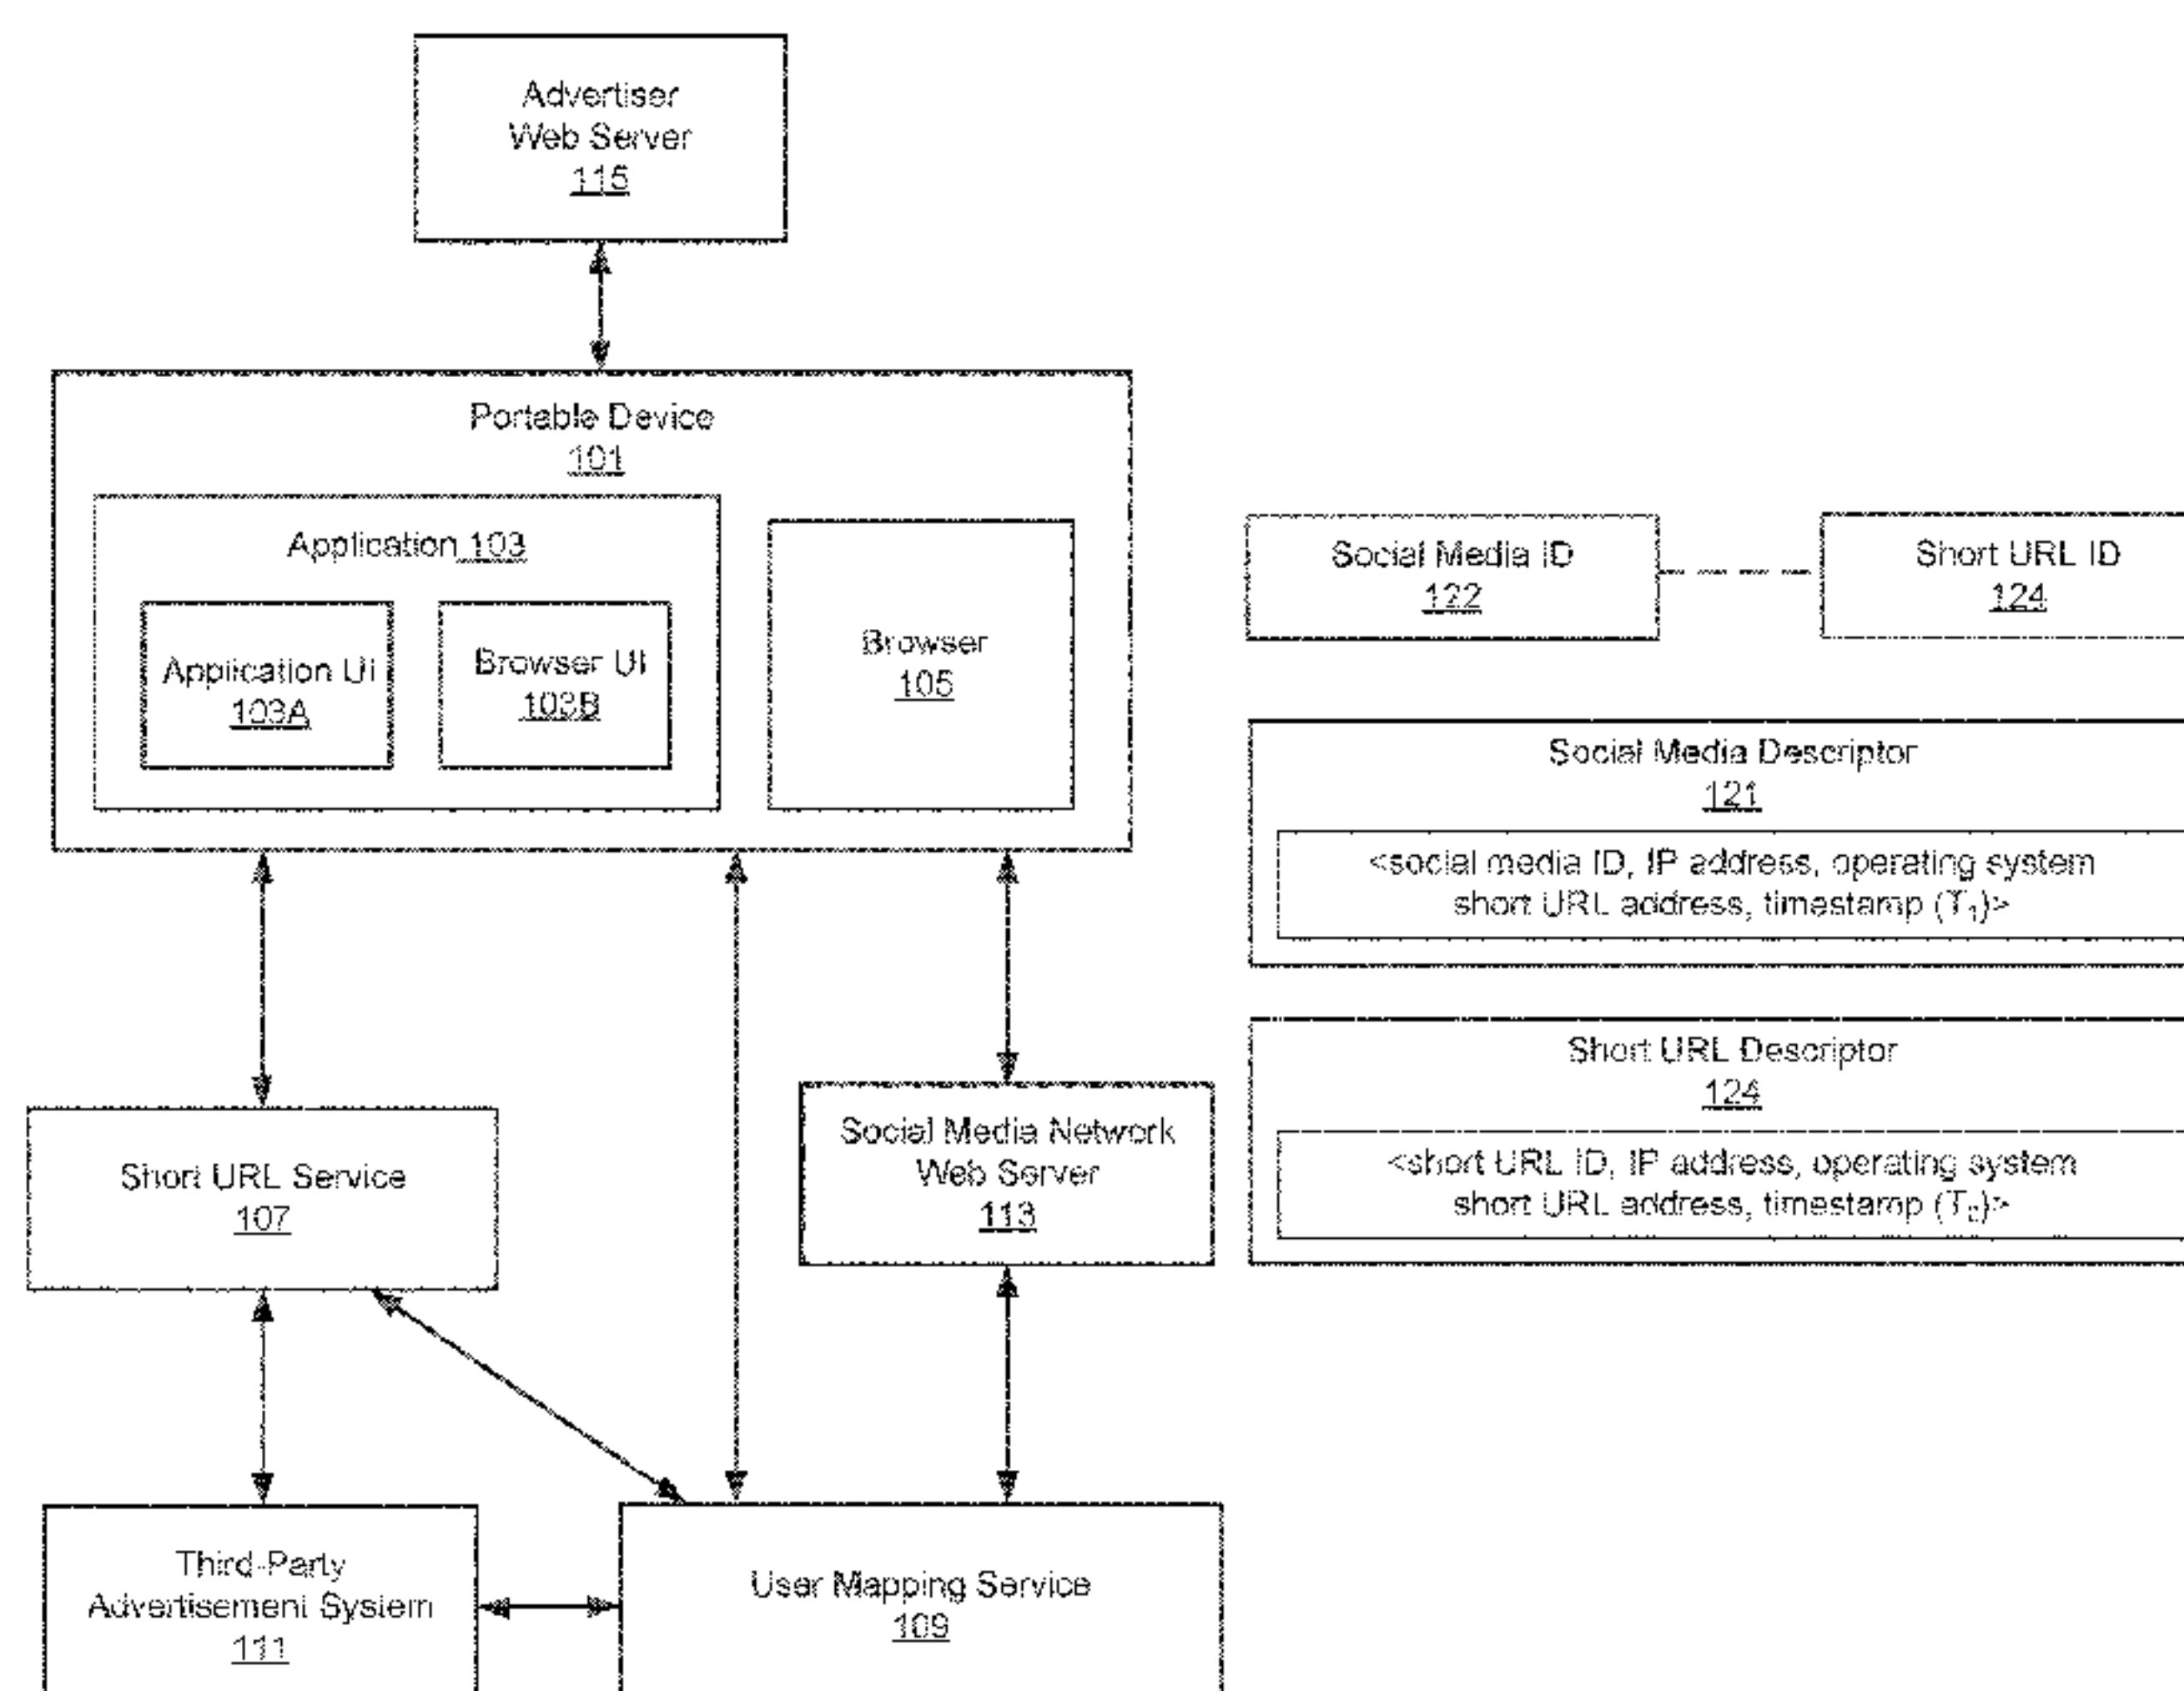 Advertiser
Web Server
115
Portable Device
101
Application 103
Application UI
103A
Browser UI
103B
Browser
105
Social Media ID
122
Short URL ID
124
Social Media Descriptor
121
<social media ID, IP address, operating system
short URL address, timestamp (T1)>
Short URL Descriptor
124
<short URL ID, IP address, operating system
short URL address, timestamp (T2)>
Short URL Service
107
Social Media Network
Web Server
113
Third-Party
Advertisement System
111
User Mapping Service
109